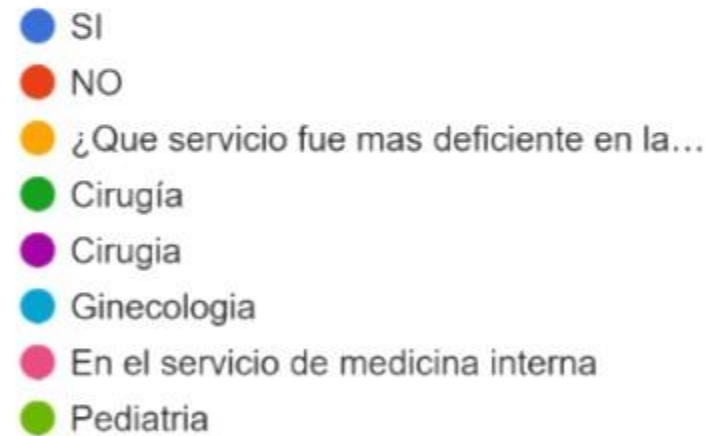 SI
NO
¿Que servicio fue mas deficiente en la...
Cirugía
Cirugia
Ginecologia
En el servicio de medicina interna
Pediatria